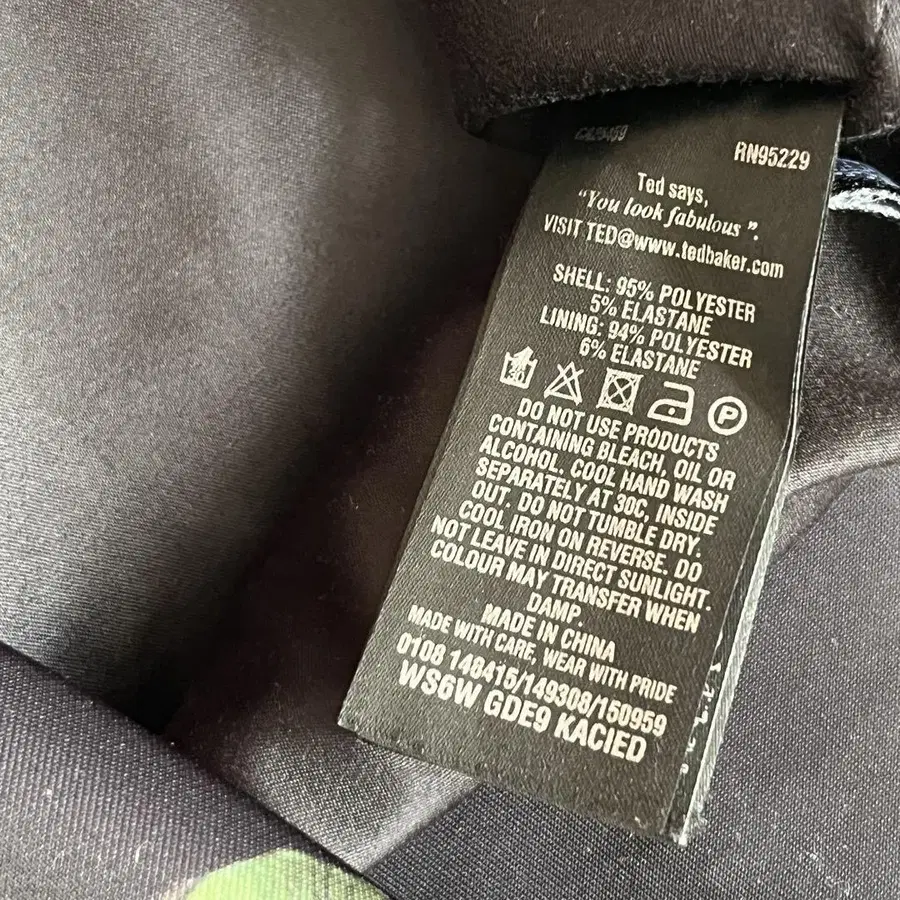 RN95229
Ted says,
"You look fabulous".
VISIT TED@www.tedbaker.com
SHELL: 95% POLYESTER
5% ELASTANE
LINING: 94% POLYESTER
6% ELASTANE
30 P
DO NOT USE PRODUCTS
CONTAINING BLEACH, OIL OR
ALCOHOL. COOL HAND WASH
SEPARATELY AT 30C, INSIDE
OUT. DO NOT TUMBLE DRY.
COOL IRON ON REVERSE. DO
NOT LEAVE IN DIRECT SUNLIGHT.
COLOUR MAY TRANSFER WHEN
DAMP.
MADE IN CHINA
MADE WITH CARE, WEAR WITH PRIDE
0108 148415/149308/150959
WS6W GDE9 KACIED